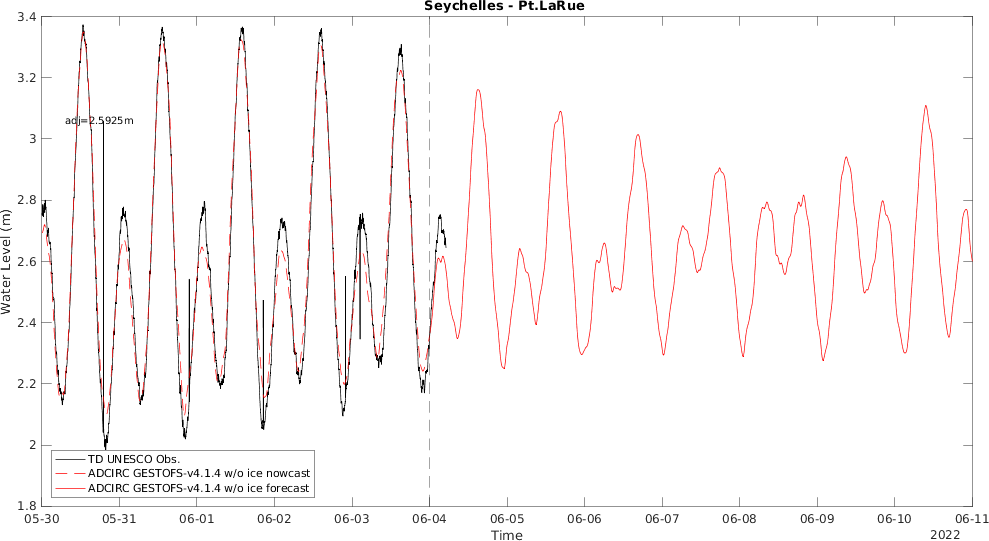 Seychelles - Pt.LaRue
3.4
3.2
3
2.8
2.6
2.4
2.2
2
1.8
Water Level (m)
adj=2.5925m
TD UNESCO Obs.
ADCIRC GESTOFS-v4.1.4 w/o ice nowcast
ADCIRC GESTOFS-v4.1.4 w/o ice forecast
05-30 05-31 06-01 06-02 06-03 06-04 06-05 06-06 06-07 06-08 06-09 06-10 06-11
Time
2022